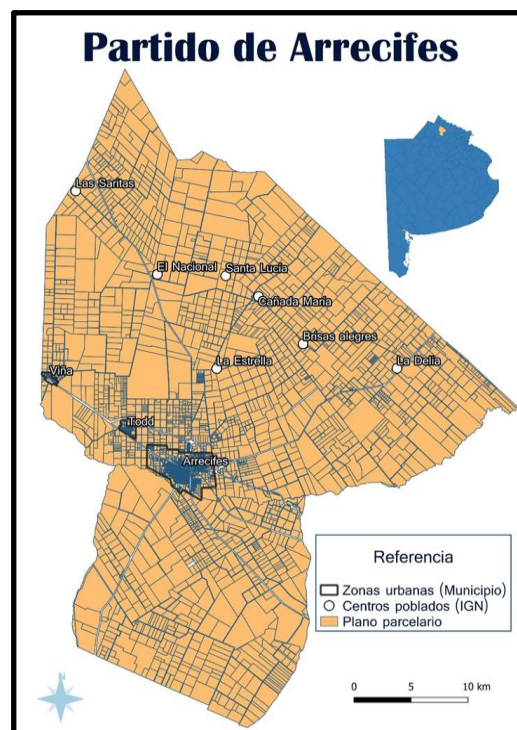 Partido de Arrecifes
Las Saritas
El Nacional
Santa Lucía
Cañada Maria
Brisas alegres
La Estrella
La Delia
Viña
Todd
Arrecifes
Referencia
Zonas urbanas (Municipio)
Centros poblados (IGN)
Plano parcelario
N
0 5 10 km